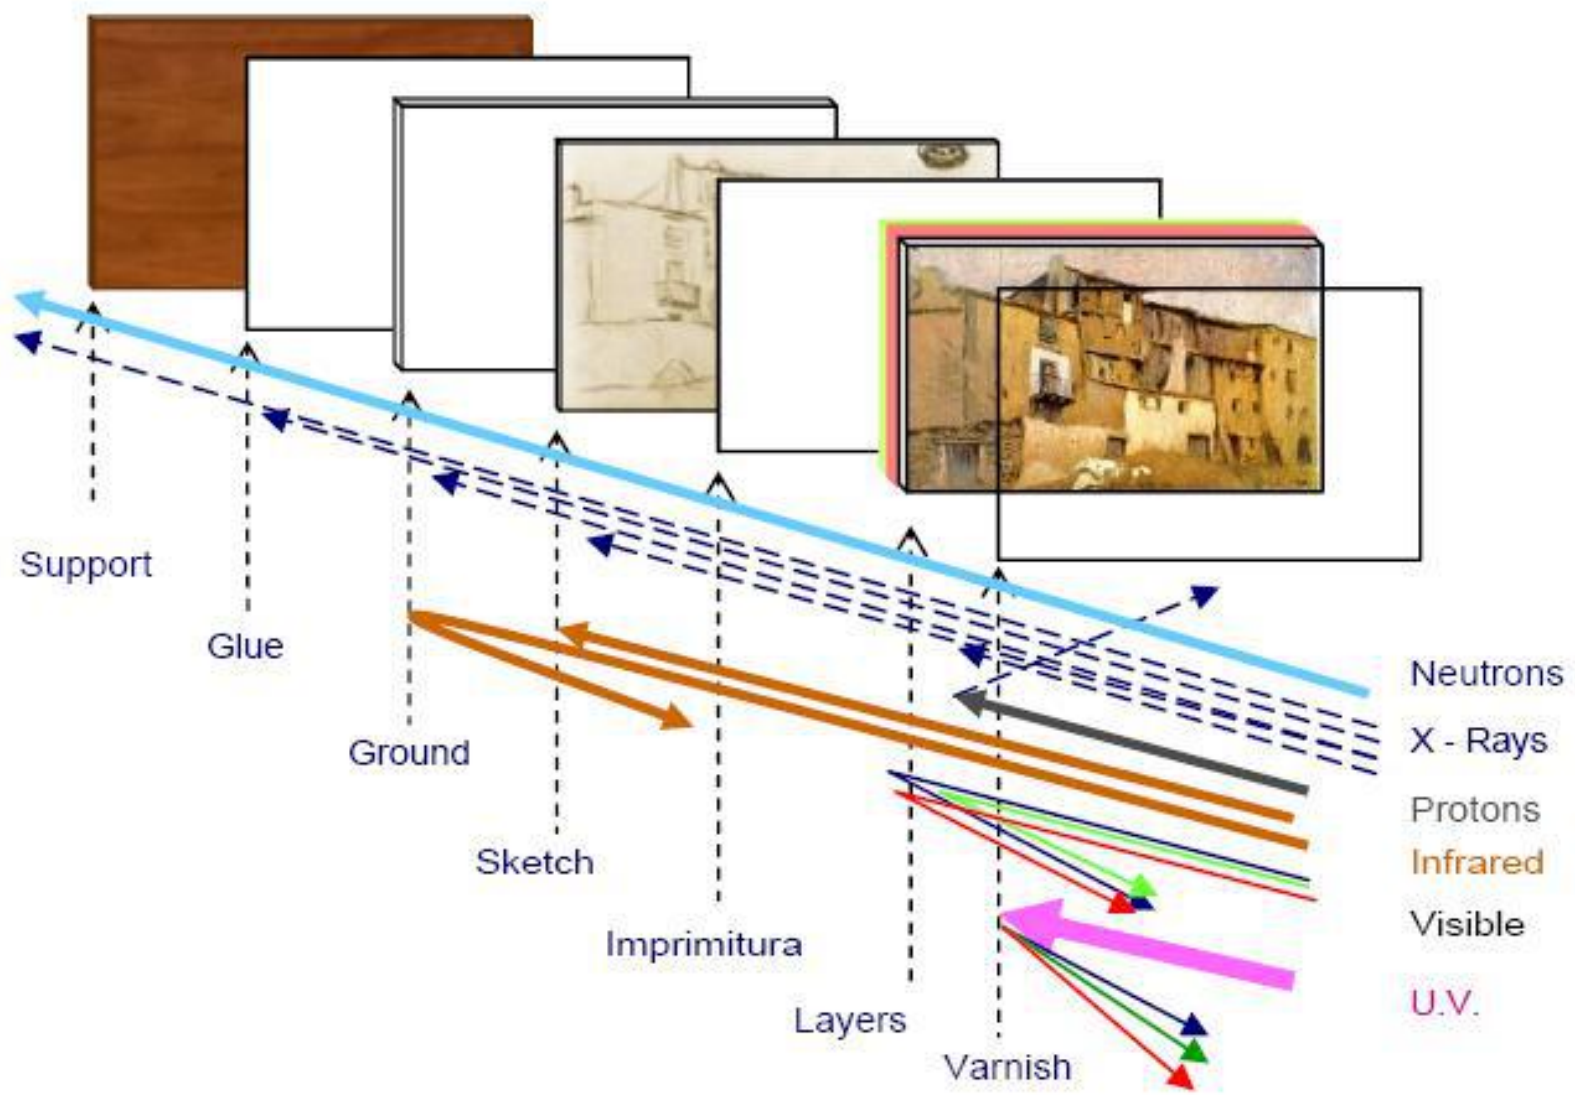 Support
Glue
Ground
Sketch
Imprimitura
Layers
Varnish
Neutrons
X - Rays
Protons
Infrared
Visible
U.V.